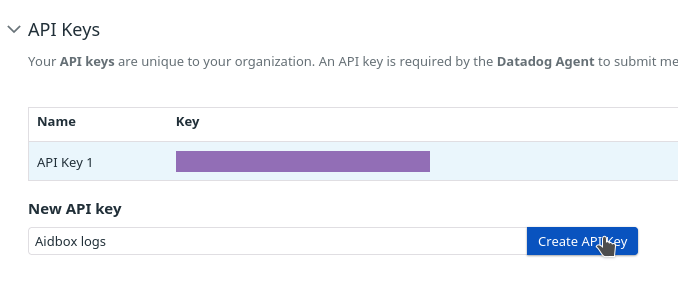 API Keys
Your API keys are unique to your organization. An API key is required by the Datadog Agent to submit me
Name Key
API Key 1
New API key
Aidbox logs Create API Key